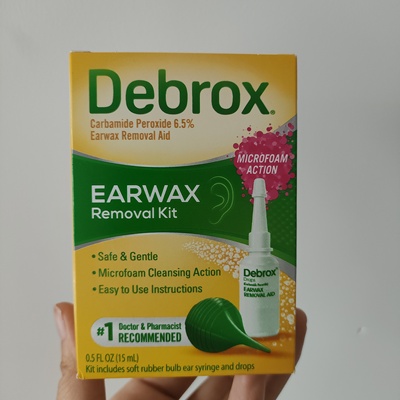 Debrox®
Carbamide Peroxide 6.5%
Earwax Removal Aid
MICROFOAM
ACTION
EARWAX
Removal Kit
• Safe & Gentle
• Microfoam Cleansing Action
• Easy to Use Instructions
Debrox
EARWAX
REMOVAL AID
#1 Doctor & Pharmacist
RECOMMENDED
0.5 FL OZ (15 mL)
Kit includes soft rubber bulb ear syringe and drops